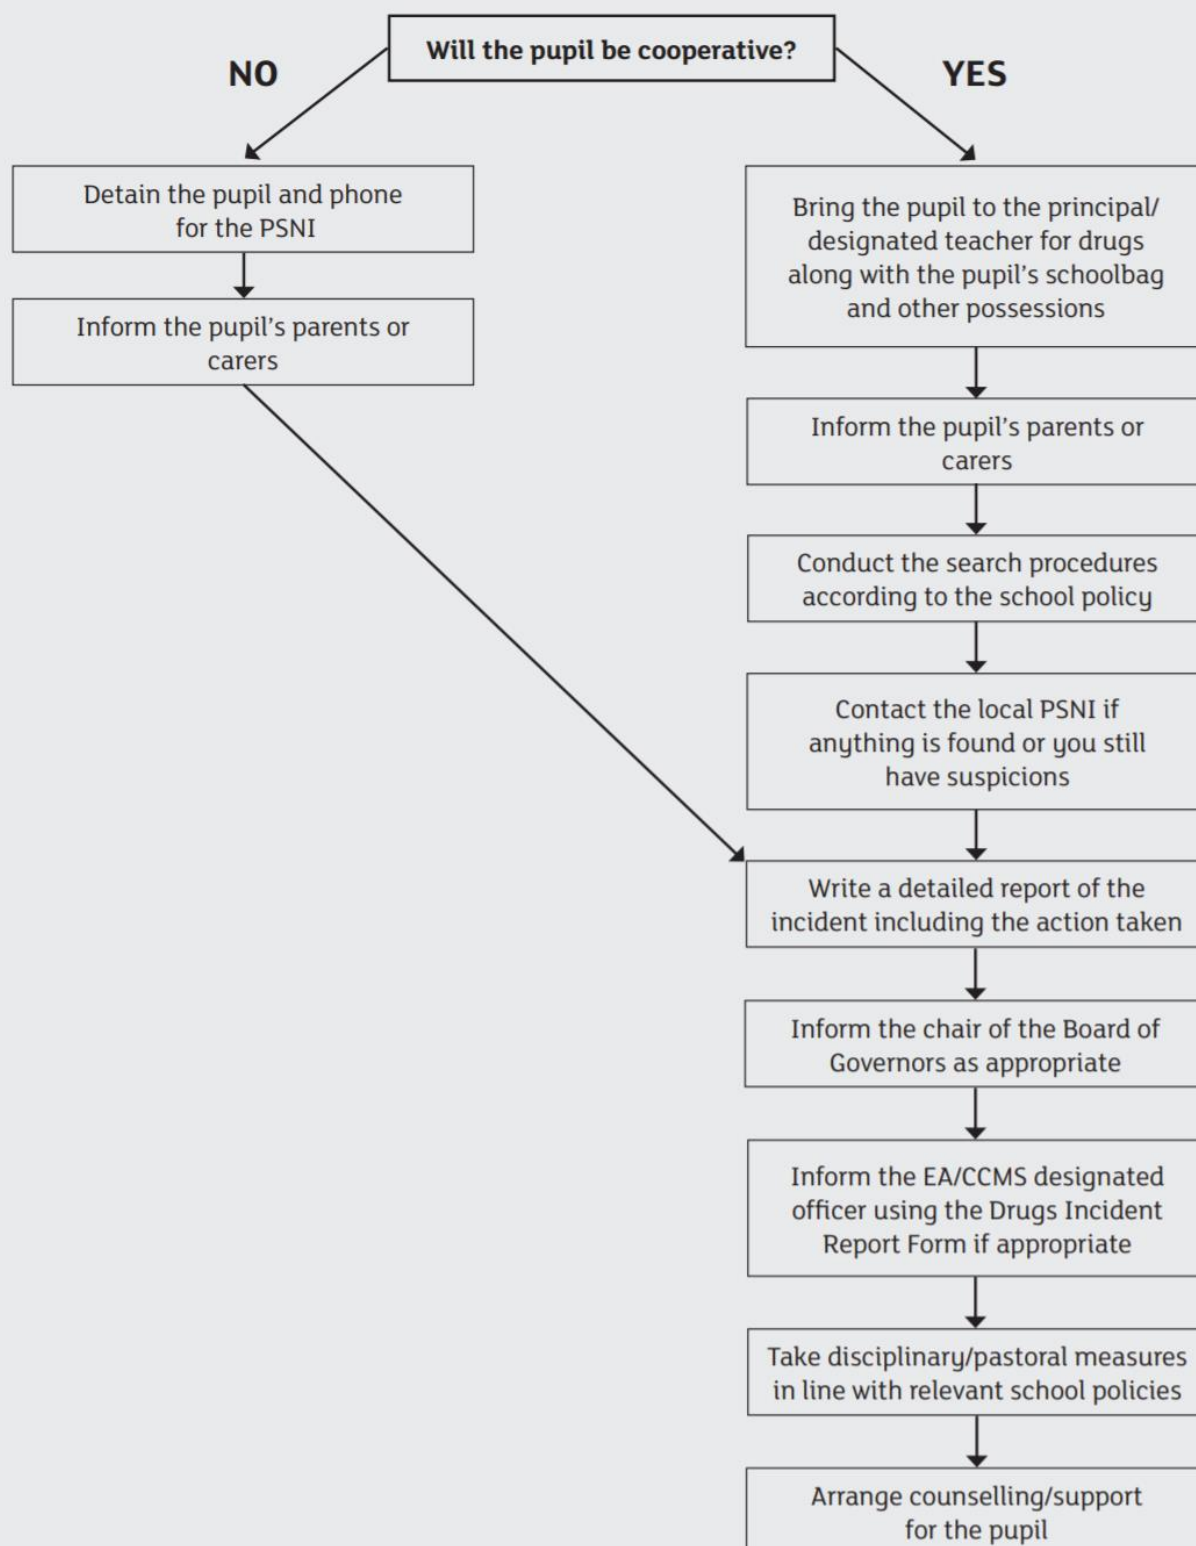 Will the pupil be cooperative?
NO
YES
Detain the pupil and phone
for the PSNI
Inform the pupil's parents or
carers
Bring the pupil to the principal/
designated teacher for drugs
along with the pupil's schoolbag
and other possessions
Inform the pupil's parents or
carers
Conduct the search procedures
according to the school policy
Contact the local PSNI if
anything is found or you still
have suspicions
Write a detailed report of the
incident including the action taken
Inform the chair of the Board of
Governors as appropriate
Inform the EA/CCMS designated
officer using the Drugs Incident
Report Form if appropriate
Take disciplinary/pastoral measures
in line with relevant school policies
Arrange counselling/support
for the pupil